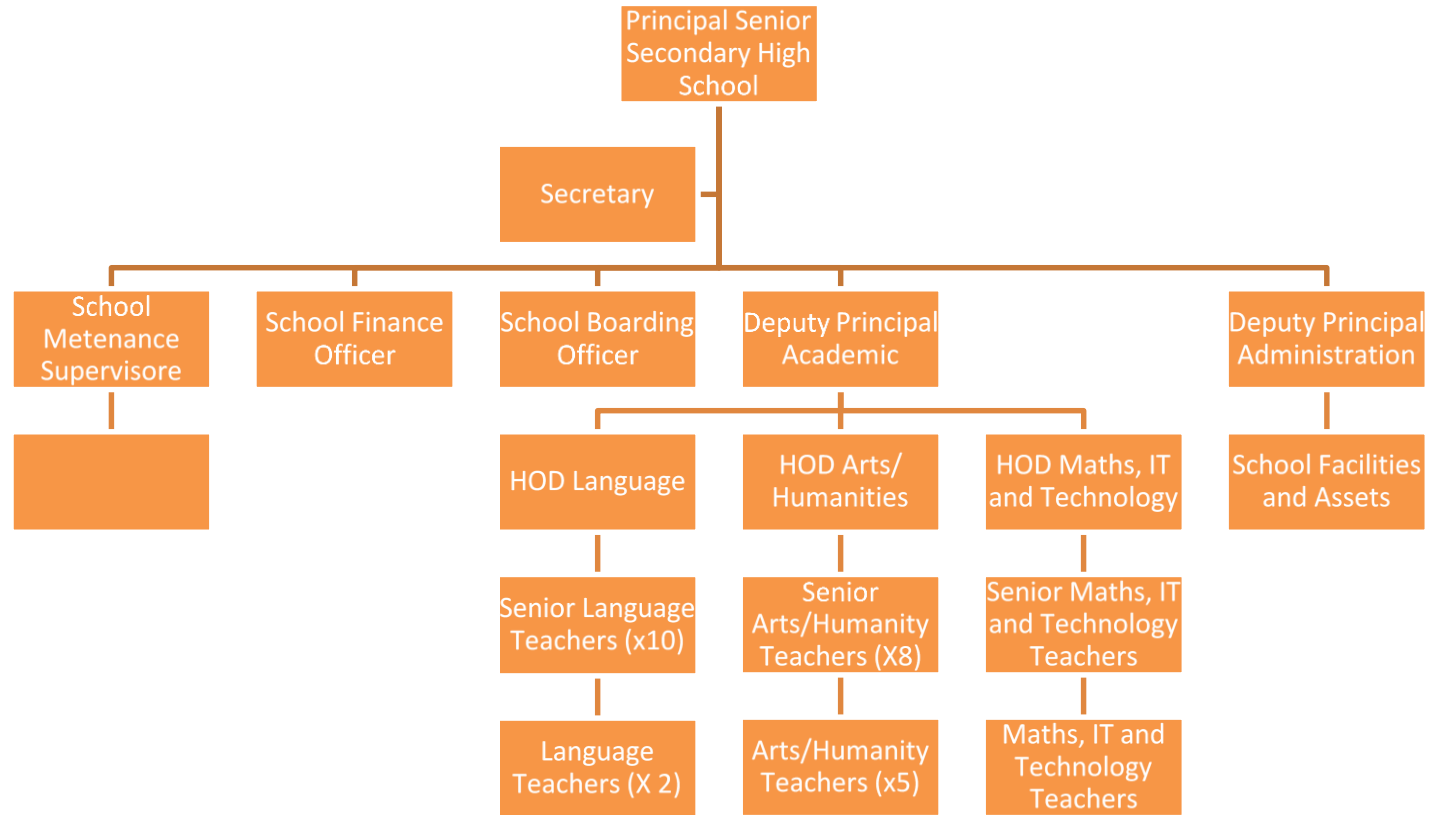 Principal Senior
Secondary High
School
Secretary
School
Metenance
Supervisore
School Finance
Officer
School Boarding
Officer
Deputy Principal
Academic
Deputy Principal
Administration
HOD Language
HOD Arts/
Humanities
HOD Maths, IT
and Technology
School Facilities
and Assets
Senior Language
Teachers (x10)
Senior
Arts/Humanity
Teachers (X8)
Senior Maths, IT
and Technology
Teachers
Language
Teachers (X 2)
Arts/Humanity
Teachers (x5)
Maths, IT and
Technology
Teachers